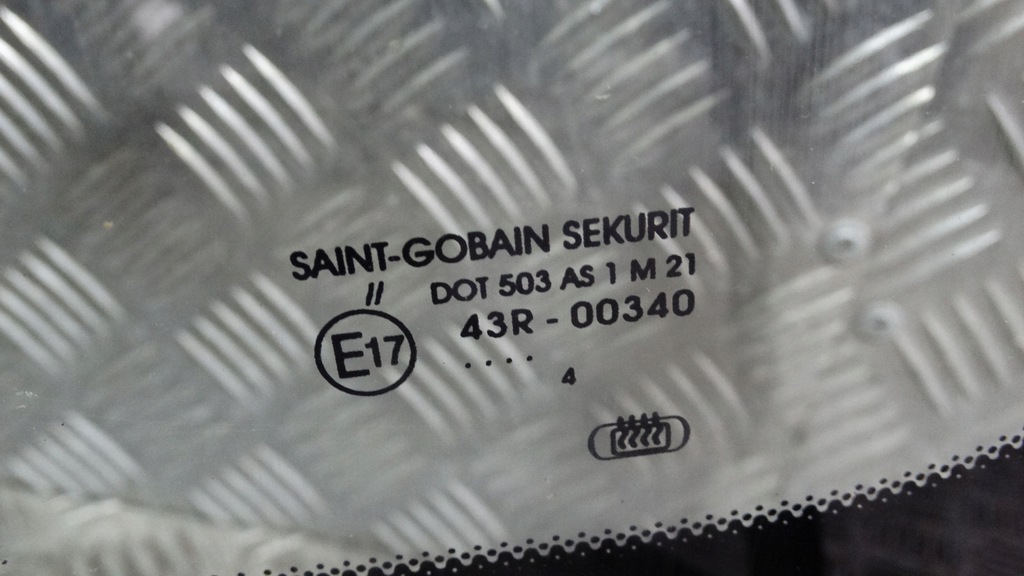 SAINT-GOBAIN SEKURIT
II DOT 503 AS 1 M 21
E17 43R - 00340
....
4